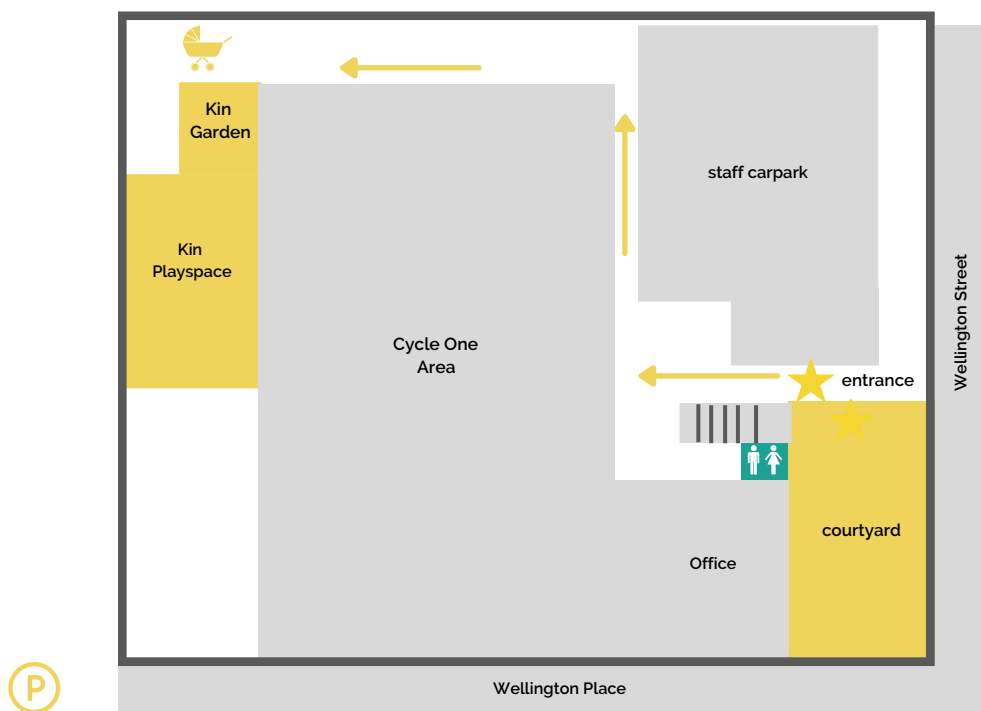 Kin
Garden
staff carpark
Kin
Playspace
Cycle One
Area
entrance
Wellington Street
courtyard
Office
Wellington Place
P